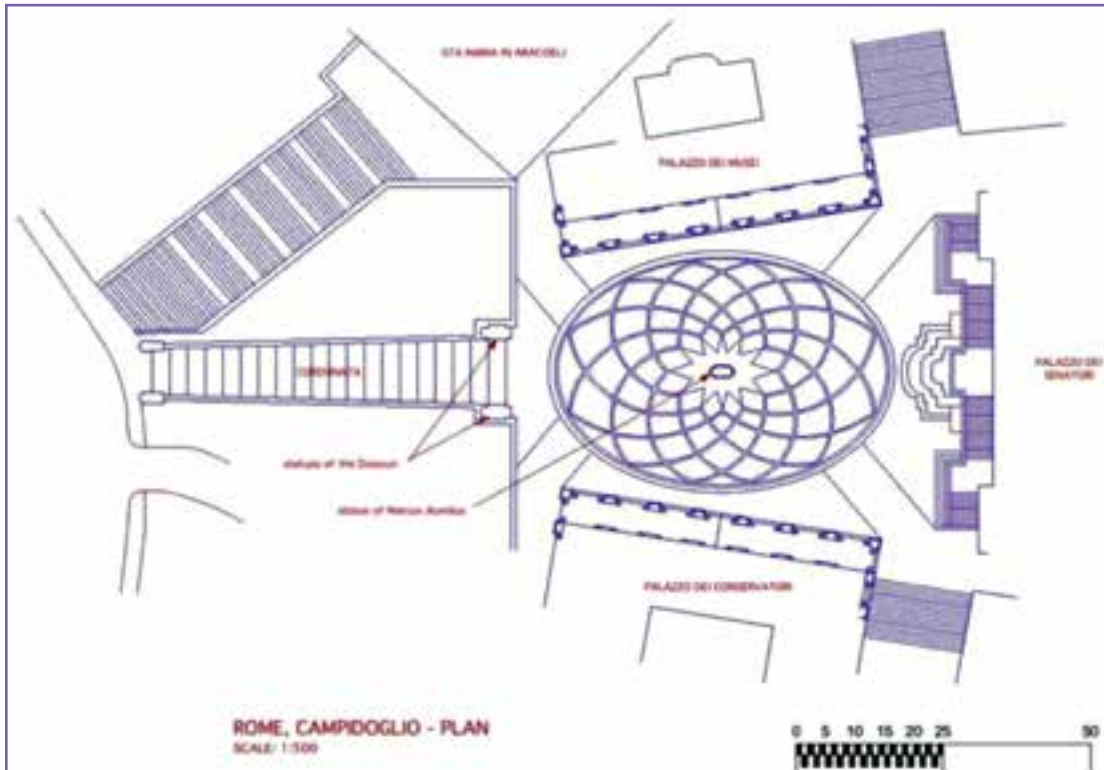 STA MARIA IN ARACOELI
PALAZZO DEI MUSEI
CORDONATA
PALAZZO DEI
SENATORI
statues of the Dioscuri
statue of Marcus Aurelius
PALAZZO DEI CONSERVATORI
ROME, CAMPIDOGLIO - PLAN
SCALE: 1:500
0 5 10 15 20 25 50